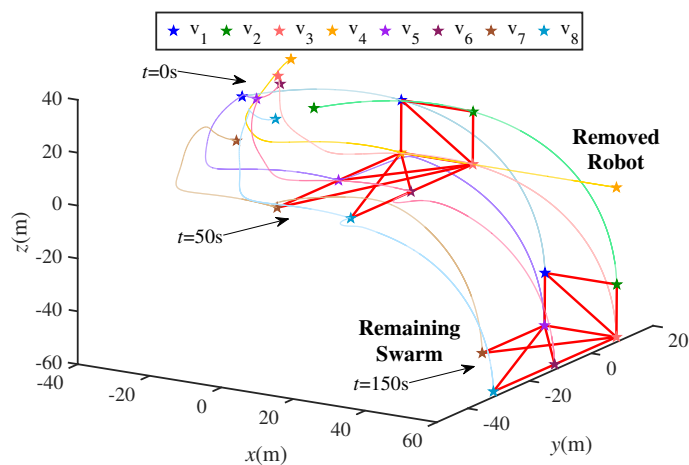 v1 v2 v3 v4 v5 v6 v7 v8
t=0s
40
20
0
-20
-40
-60
z(m)
Removed
Robot
t=50s
Remaining
Swarm
t=150s
-40
-20
0
20
40
60
x(m)
-40
-20
0
20
y(m)